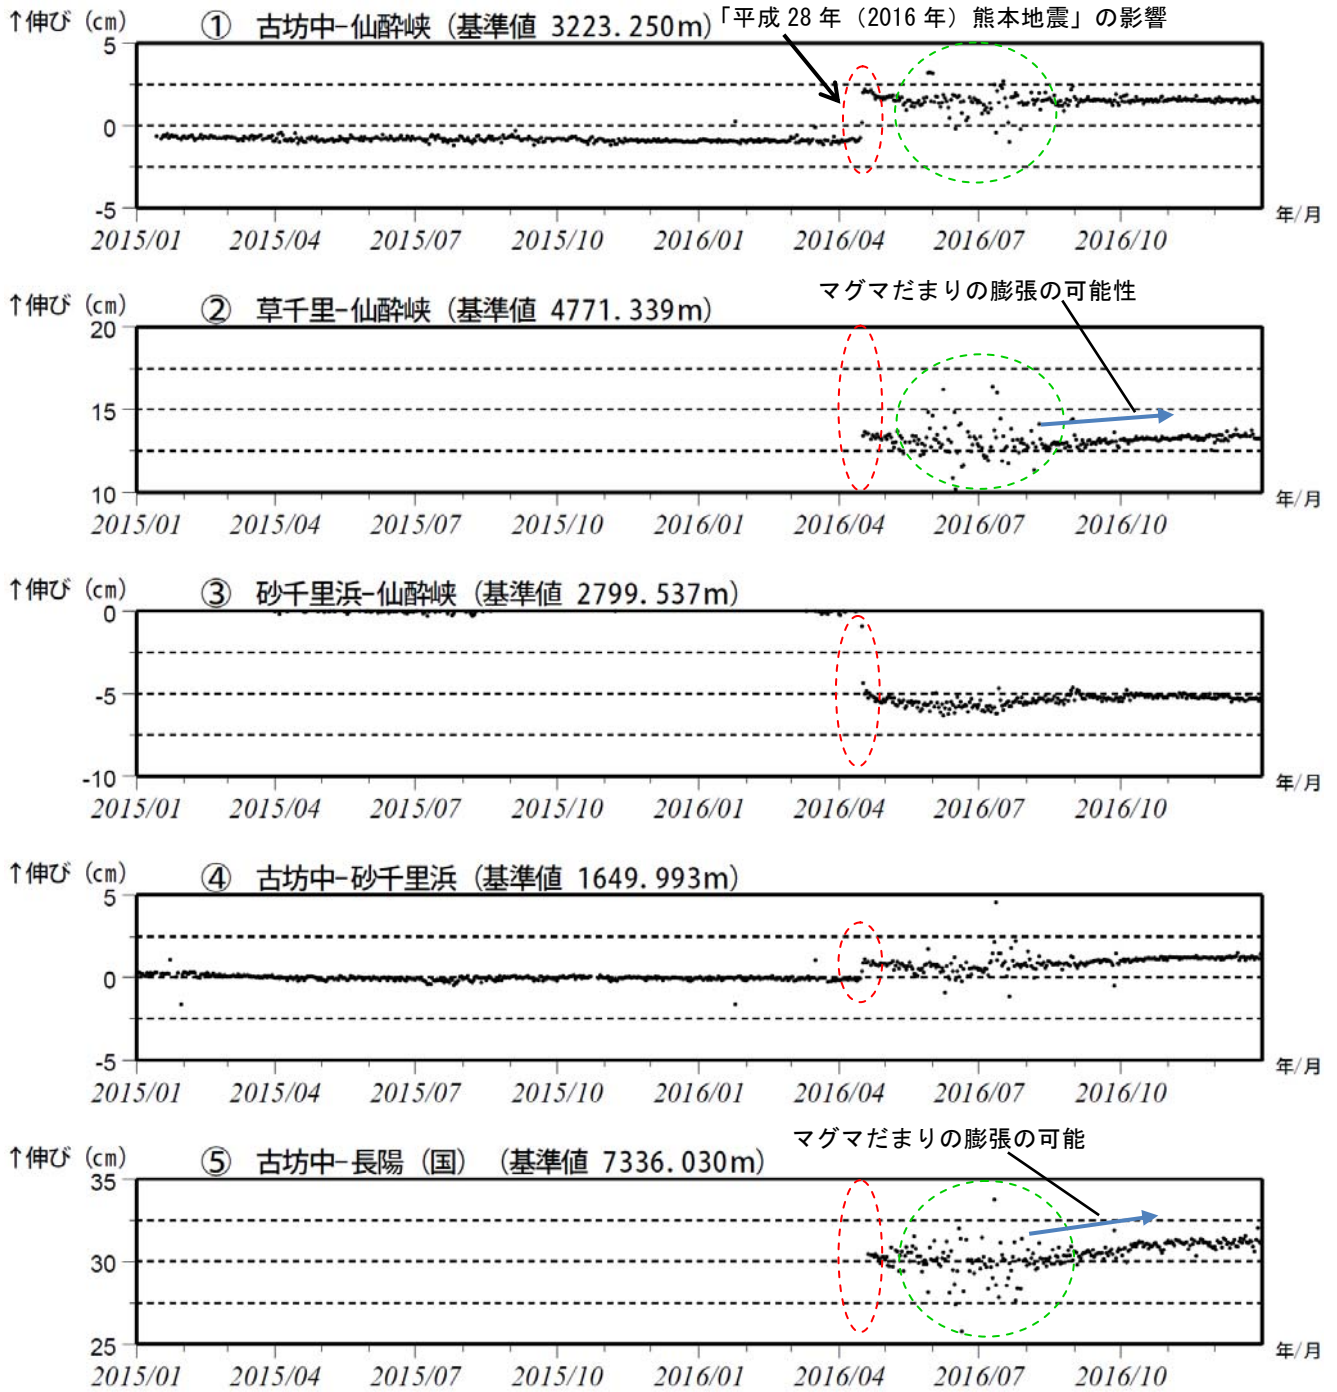 ↑伸び (cm)
① 古坊中-仙酔峡 (基準値 3223.250m)
「平成 28 年（2016 年）熊本地震」の影響
5
0
-5
年/月
2015/01 2015/04 2015/07 2015/10 2016/01 2016/04 2016/07 2016/10
↑伸び (cm)
② 草千里-仙酔峡 (基準値 4771.339m)
マグマだまりの膨張の可能性
20
15
10
年/月
2015/01 2015/04 2015/07 2015/10 2016/01 2016/04 2016/07 2016/10
↑伸び (cm)
③ 砂千里浜-仙酔峡 (基準値 2799.537m)
0
-5
-10
年/月
2015/01 2015/04 2015/07 2015/10 2016/01 2016/04 2016/07 2016/10
↑伸び (cm)
④ 古坊中-砂千里浜 (基準値 1649.993m)
5
0
-5
年/月
2015/01 2015/04 2015/07 2015/10 2016/01 2016/04 2016/07 2016/10
↑伸び (cm)
⑤ 古坊中-長陽（国）(基準値 7336.030m)
マグマだまりの膨張の可能
35
30
25
年/月
2015/01 2015/04 2015/07 2015/10 2016/01 2016/04 2016/07 2016/10